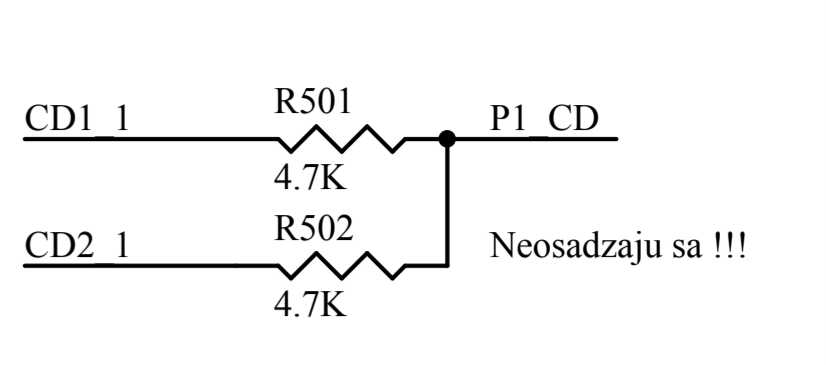 R501
CD1_1
P1_CD
4.7K
R502
CD2_1
Neosadzaju sa !!!
4.7K